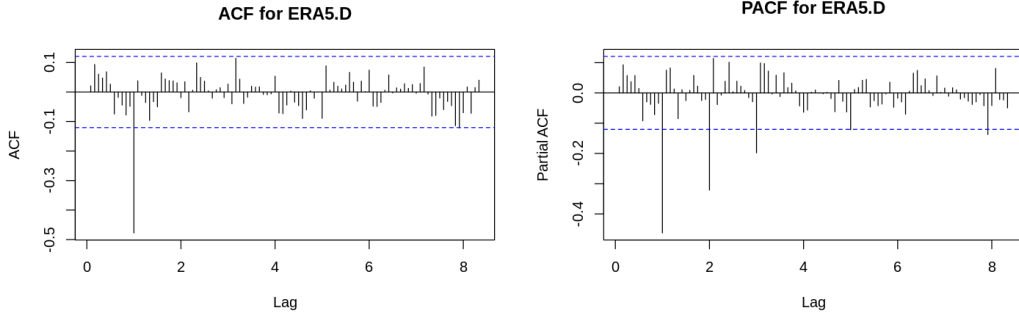 ACF for ERA5.D
ACF
0.1
-0.1
-0.3
-0.5
0
2
4
6
8
Lag
PACF for ERA5.D
Partial ACF
0.0
-0.2
-0.4
0
2
4
6
8
Lag